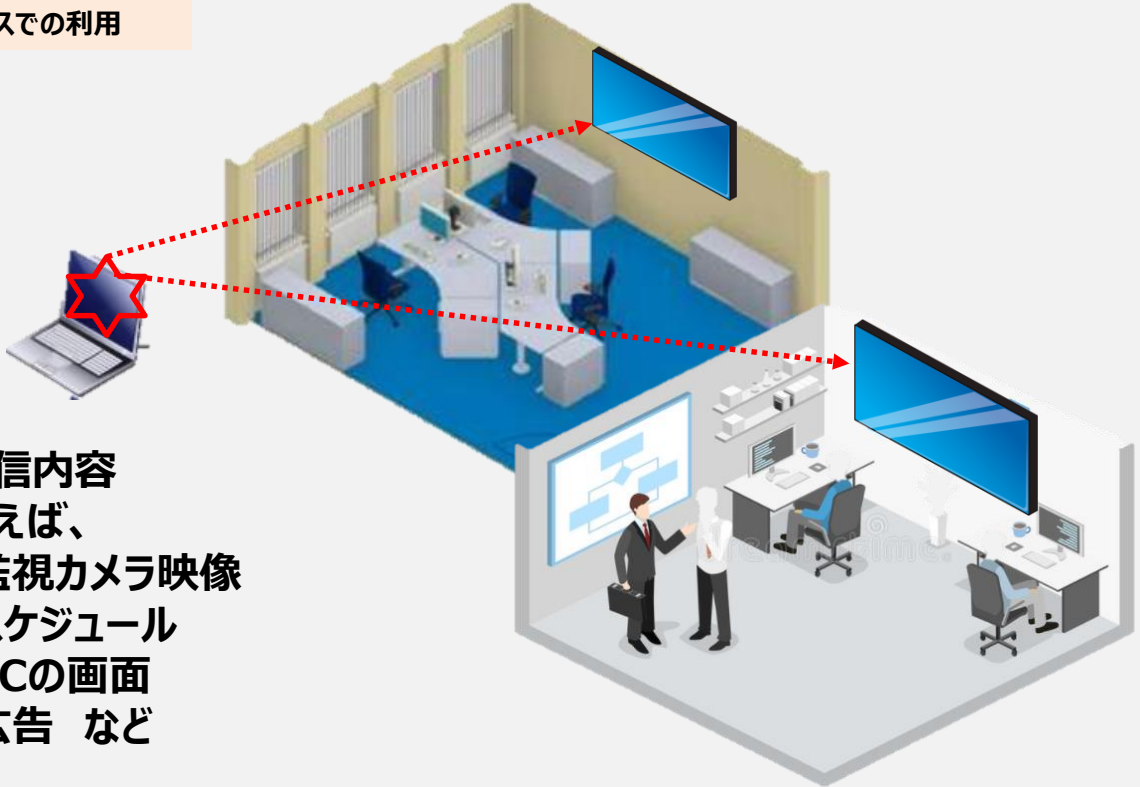 スでの利用
信内容
えば、
監視カメラ映像
スケジュール
Cの画面
広告 など